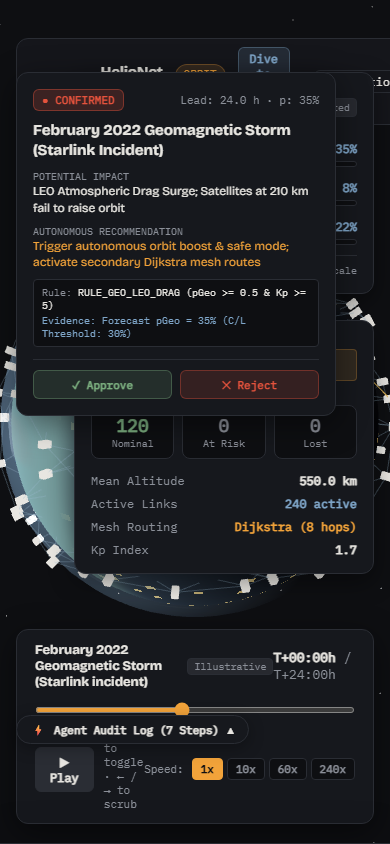 Dive
HelioNet
ORBIT
● CONFIRMED
Lead: 24.0 h · p: 35%
February 2022 Geomagnetic Storm
(Starlink Incident)
POTENTIAL IMPACT
LEO Atmospheric Drag Surge; Satellites at 210 km
fail to raise orbit
AUTONOMOUS RECOMMENDATION
Trigger autonomous orbit boost & safe mode;
activate secondary Dijkstra mesh routes
Rule: RULE_GEO_LEO_DRAG (pGeo >= 0.5 & Kp >=
5)
Evidence: Forecast pGeo = 35% (C/L
Threshold: 30%)
✓ Approve
✕ Reject
35%
8%
22%
120
Nominal
0
At Risk
0
Lost
Mean Altitude
550.0 km
Active Links
240 active
Mesh Routing
Dijkstra (8 hops)
Kp Index
1.7
February 2022
Geomagnetic Storm
(Starlink incident)
Illustrative
T+00:00h /
T+24:00h
Agent Audit Log (7 Steps) ▲
▶
Play
to
toggle
· ← /
→ to
scrub
Speed:
1x
10x
60x
240x